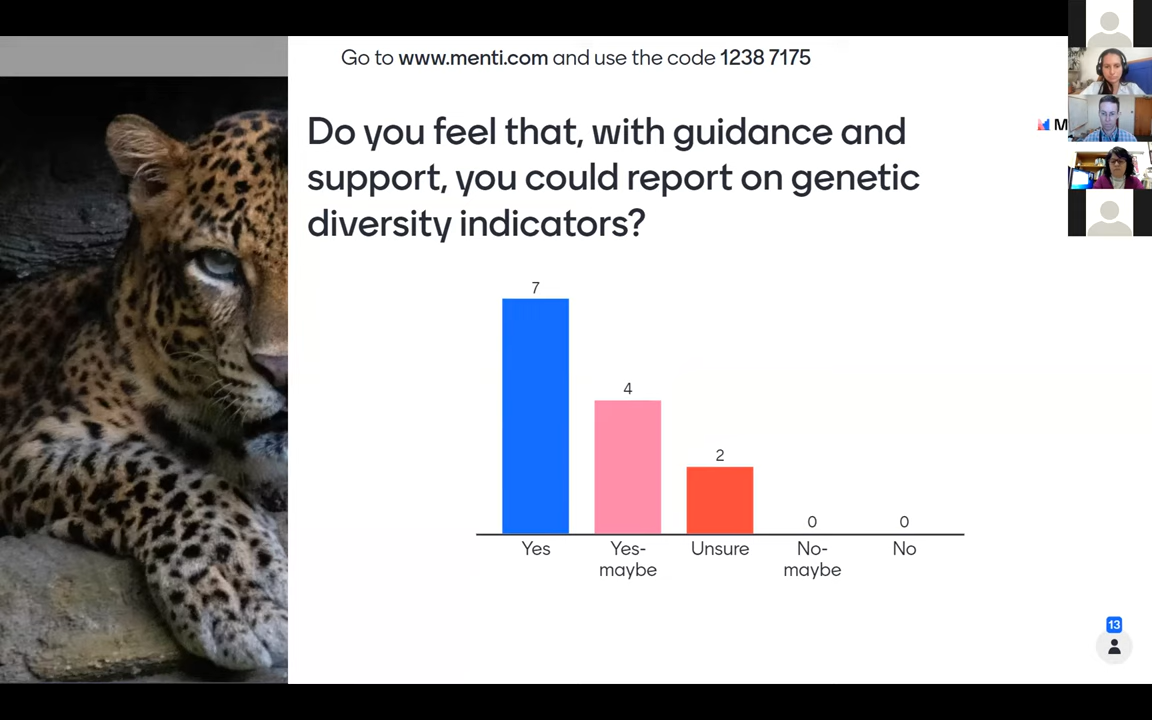 Go to www.menti.com and use the code 1238 7175
Do you feel that, with guidance and
support, you could report on genetic
diversity indicators?
M
7
4
2
0
0
Yes
Yes-
maybe
Unsure
No-
maybe
No
13